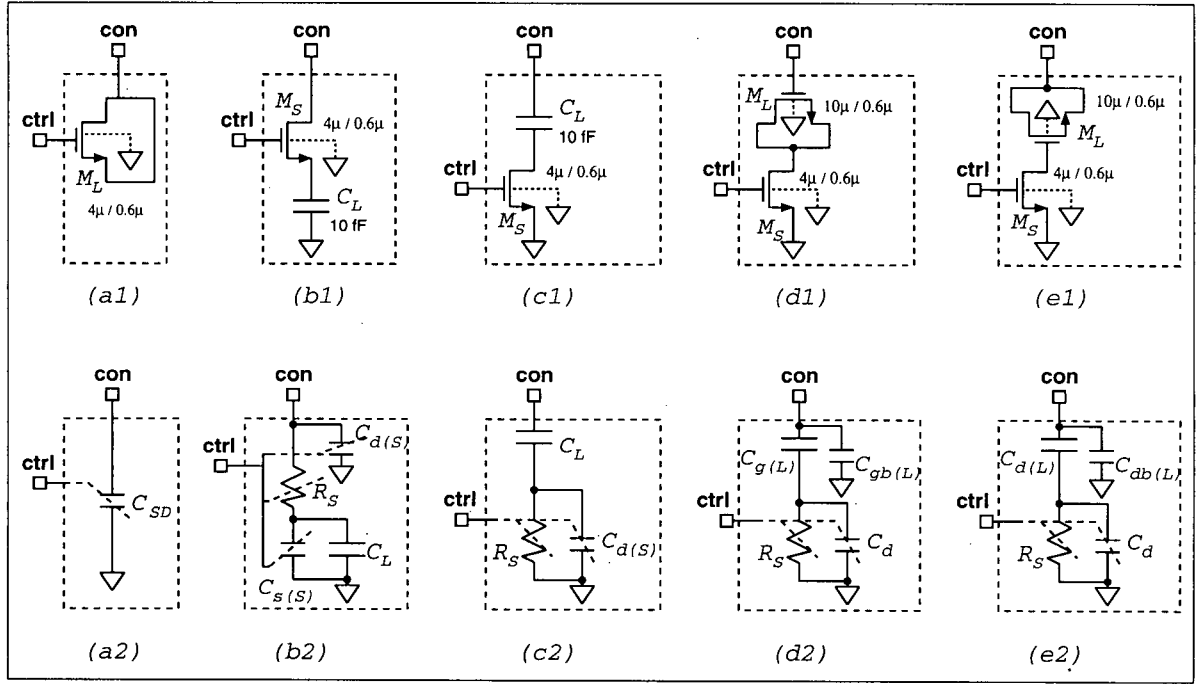 con
ctrl
M_L
4μ / 0.6μ
(a1)
con
ctrl
M_S
4μ / 0.6μ
C_L
10 fF
(b1)
con
C_L
10 fF
ctrl
4μ / 0.6μ
M_S
(c1)
con
M_L
10μ / 0.6μ
ctrl
4μ / 0.6μ
M_S
(d1)
con
10μ / 0.6μ
M_L
ctrl
4μ / 0.6μ
M_S
(e1)
con
ctrl
C_SD
(a2)
con
ctrl
C_d(S)
R_S
C_L
C_s(S)
(b2)
con
C_L
ctrl
R_S
C_d(S)
(c2)
con
C_g(L)
C_gb(L)
ctrl
R_S
C_d
(d2)
con
C_d(L)
C_db(L)
ctrl
R_S
C_d
(e2)